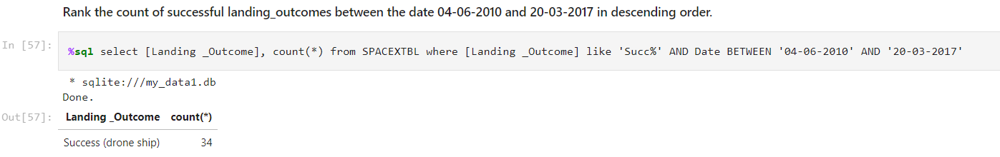 Rank the count of successful landing_outcomes between the date 04-06-2010 and 20-03-2017 in descending order.
In [57]: %sql select [Landing _Outcome], count(*) from SPACEXTBL where [Landing _Outcome] like 'Succ%' AND Date BETWEEN '04-06-2010' AND '20-03-2017'
* sqlite:///my_data1.db
Done.
Out[57]: Landing _Outcome count(*)
Success (drone ship) 34